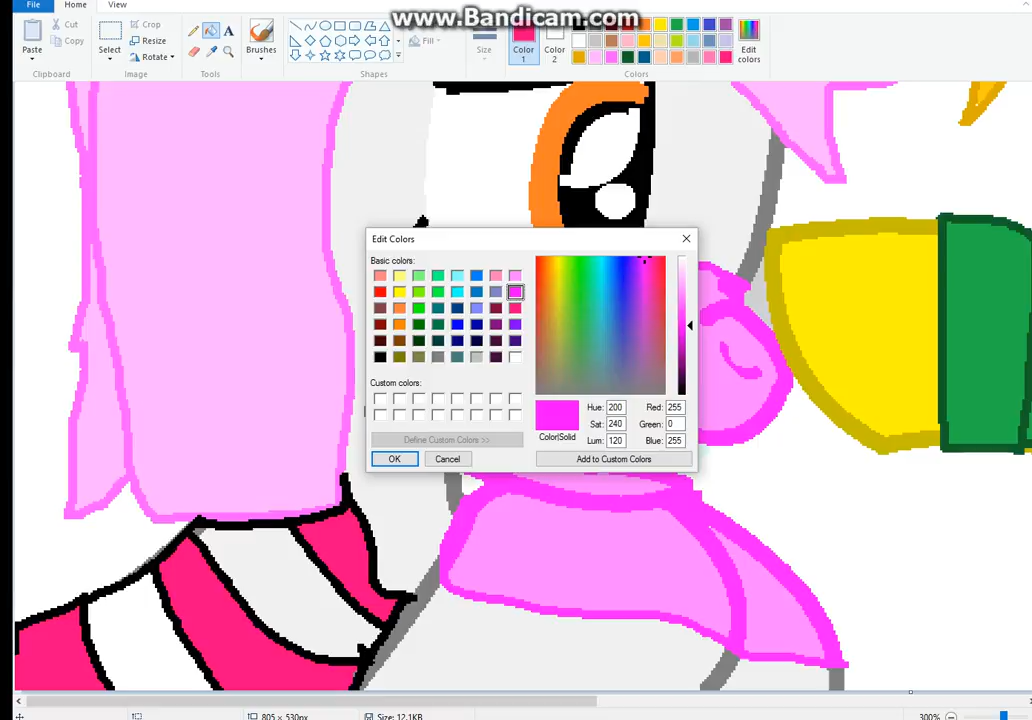 www.Bandicam.com
File Home View
Paste
Cut
Copy
Clipboard
Select
Crop
Resize
Rotate
Image
A
Tools
Brushes
Fill
Shapes
Size
Color 1
Color 2
Edit colors
Colors
Edit Colors
Basic colors:
Custom colors:
Define Custom Colors >>
OK Cancel
Color|Solid
Hue: 200 Red: 255
Sat: 240 Green: 0
Lum: 120 Blue: 255
Add to Custom Colors
805 × 530px
Size: 12.1KB
300%